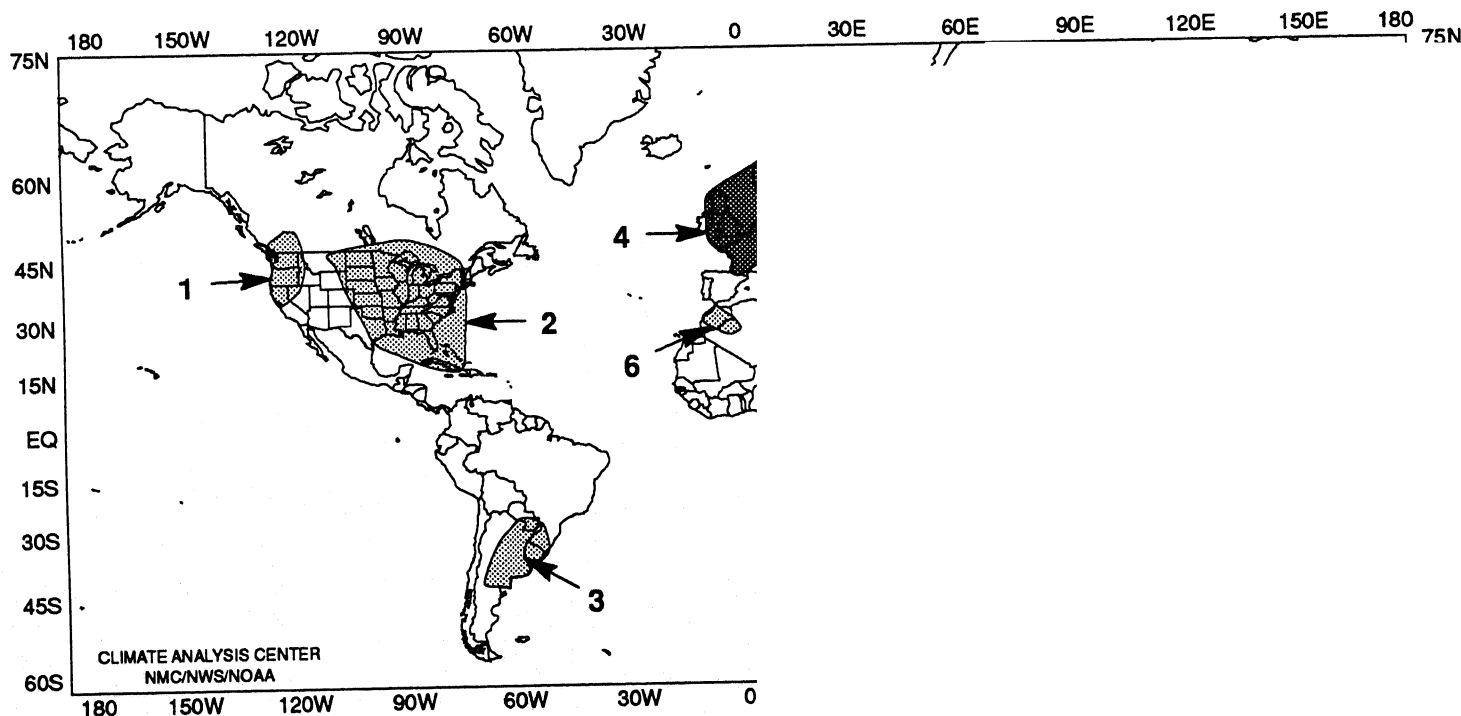 180 150W 120W 90W 60W 30W 0 30E 60E 90E 120E 150E 180
75N 75N
60N
4
45N
1
2
30N
6
15N
EQ
15S
30S
3
45S
CLIMATE ANALYSIS CENTER
NMC/NWS/NOAA
60S
180 150W 120W 90W 60W 30W 0